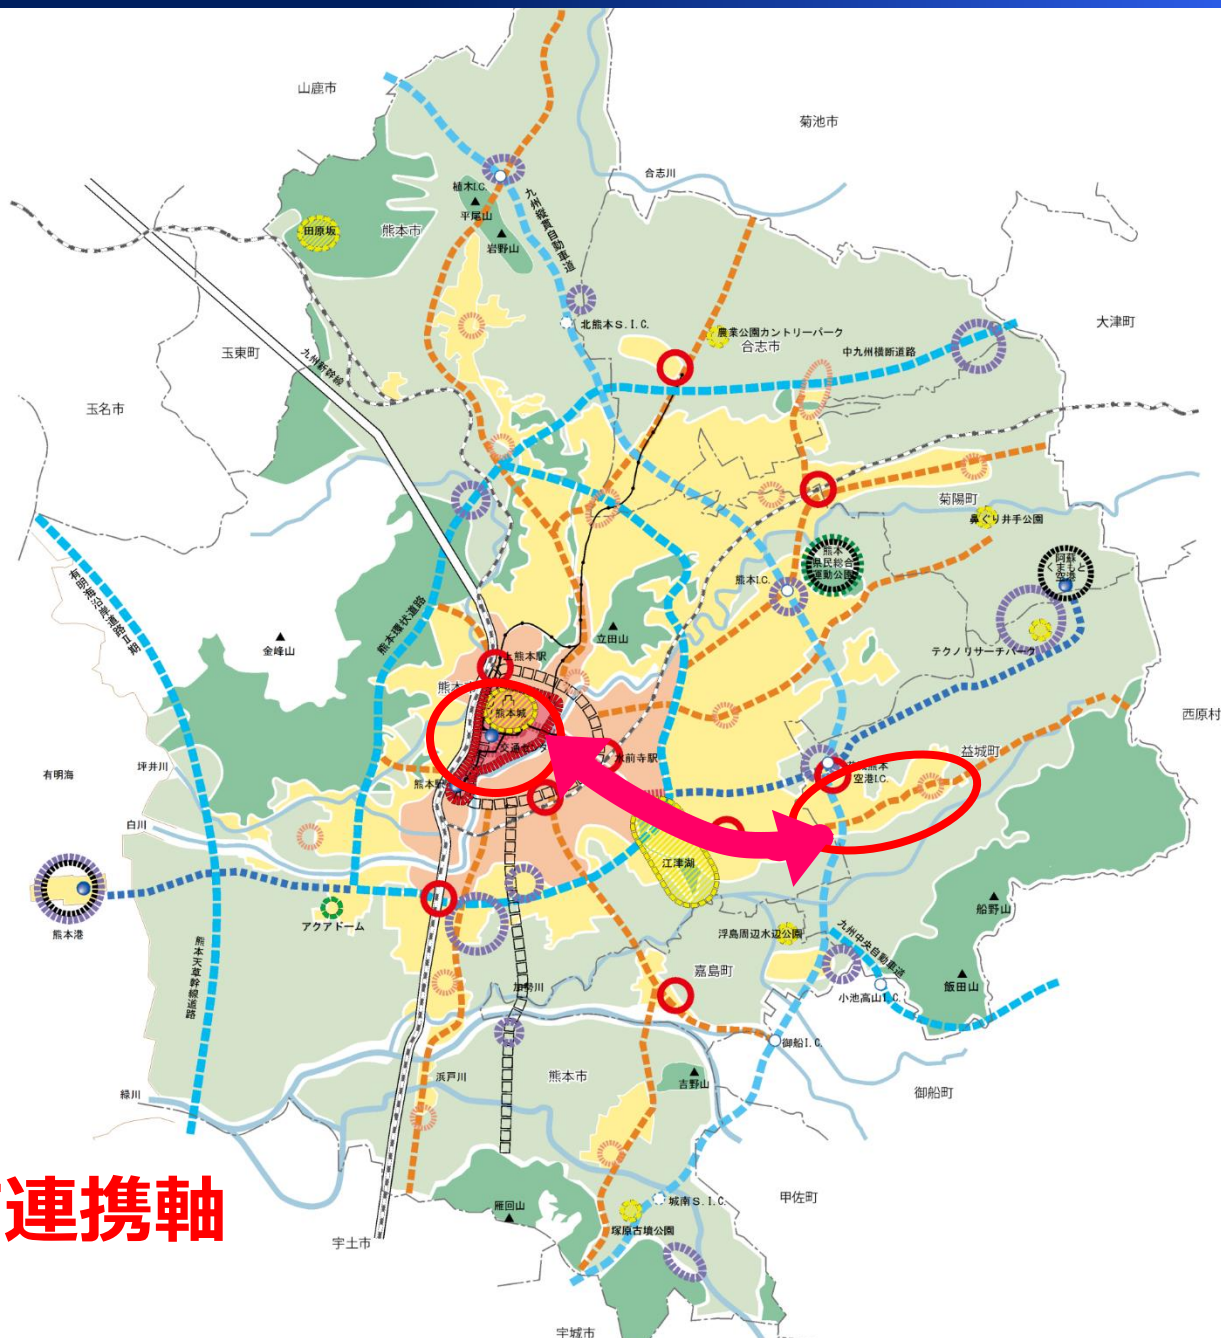 山鹿市
菊池市
合志川
植木I.C.
平尾山
九州縦貫自動車道
田原坂
熊本市
岩野山
北熊本S.I.C.
農業公園カントリーパーク
合志市
大津町
玉東町
九州新幹線
中九州横断道路
玉名市
菊陽町
鼻ぐり井手公園
熊本県民総合運動公園
阿蘇くまもと空港
熊本I.C.
有明海沿岸道路Ⅱ期
熊本環状道路
立田山
金峰山
テクノリサーチパーク
上熊本駅
熊本城
西原村
益城町
水前寺駅
空港I.C.
有明海
坪井川
熊本駅
白川
江津湖
船野山
熊本港
アクアドーム
浮島周辺水辺公園
九州中央自動車道
嘉島町
飯田山
熊本天草幹線道路
加勢川
小池高山I.C.
御船I.C.
浜戸川
熊本市
吉野山
御船町
緑川
連携軸
雁回山
城南S.I.C.
甲佐町
塚原古墳公園
宇土市
宇城市